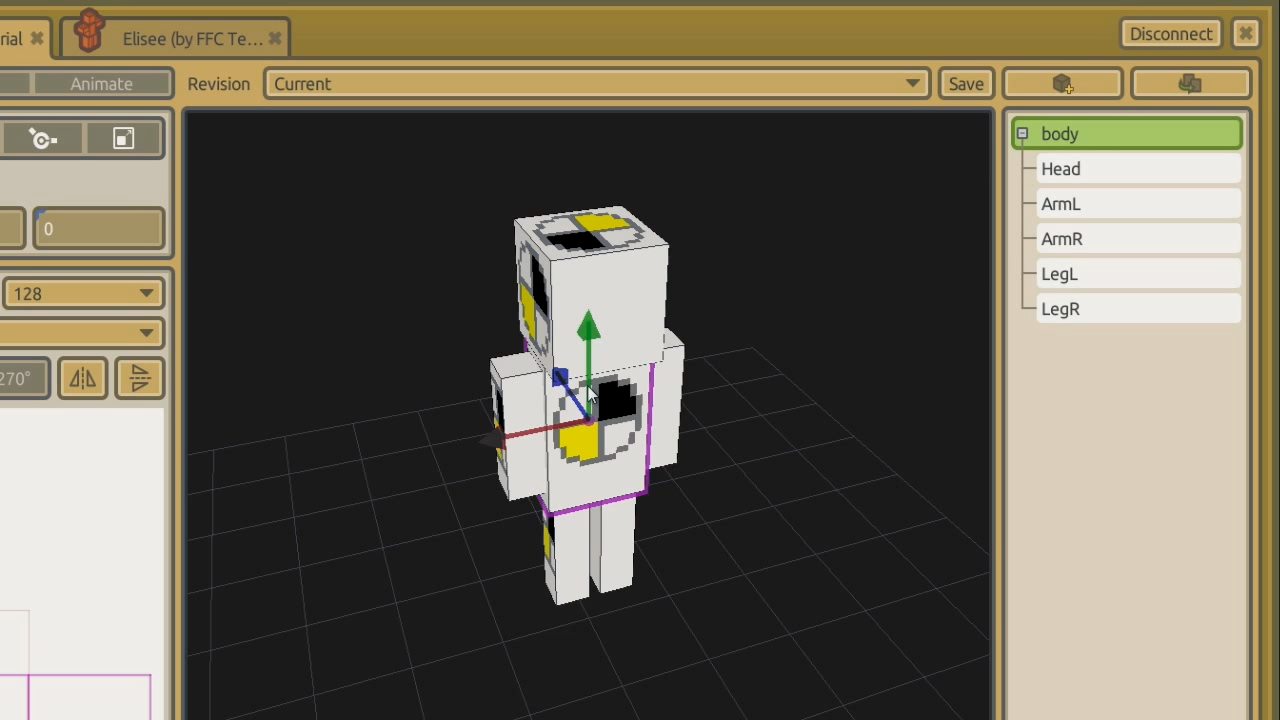 rial
Elisee (by FFC Te...
Disconnect
Animate
Revision
Current
Save
body
Head
0
ArmL
ArmR
LegL
128
LegR
270°